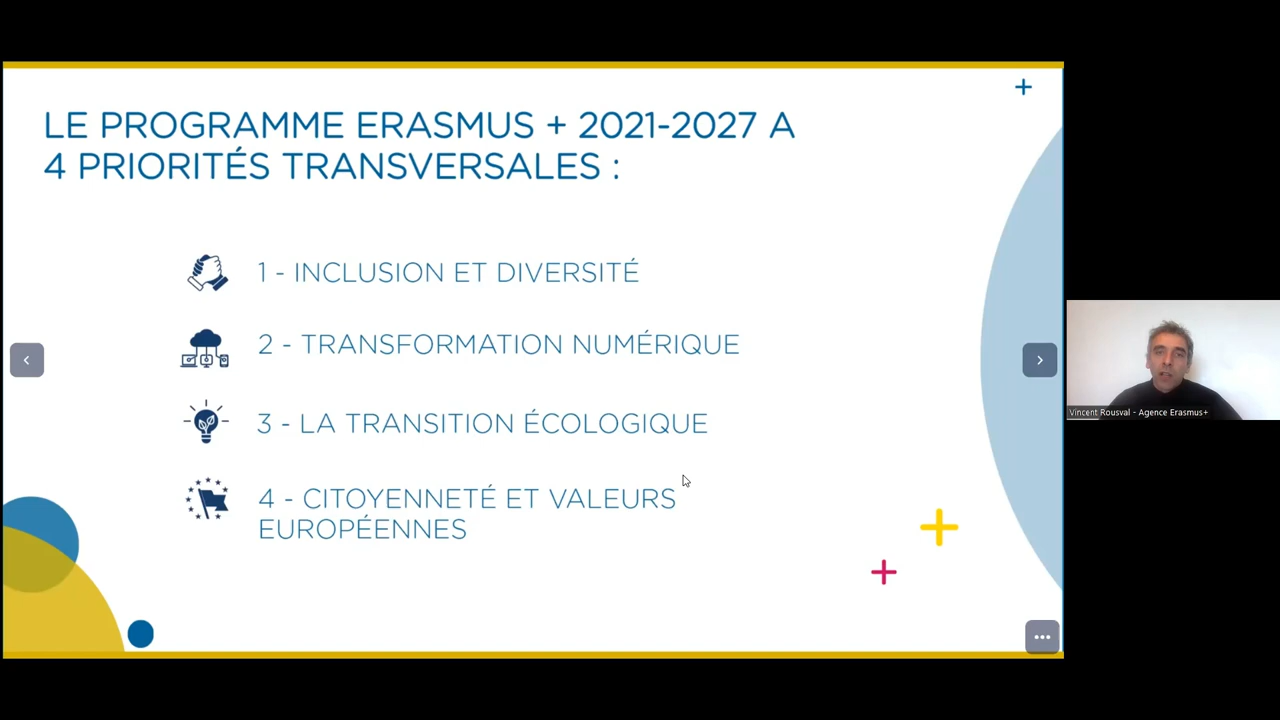 LE PROGRAMME ERASMUS + 2021-2027 A
4 PRIORITÉS TRANSVERSALES :
1 - INCLUSION ET DIVERSITÉ
2 - TRANSFORMATION NUMÉRIQUE
3 - LA TRANSITION ÉCOLOGIQUE
4 - CITOYENNETÉ ET VALEURS
EUROPÉENNES
Vincent Rousval - Agence Erasmus+